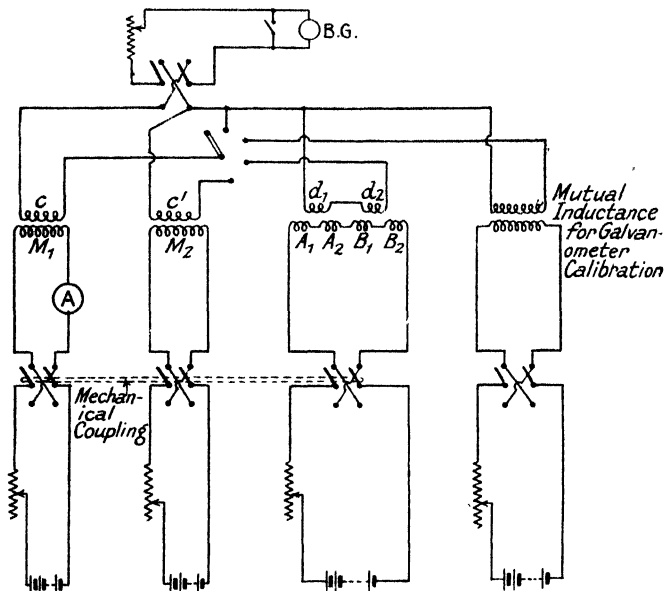 B.G.
c
c'
d1
d2
M1
M2
A1 A2 B1 B2
Mutual
Inductance
for Galvan-
ometer
Calibration
A
Mechan-
ical
Coupling